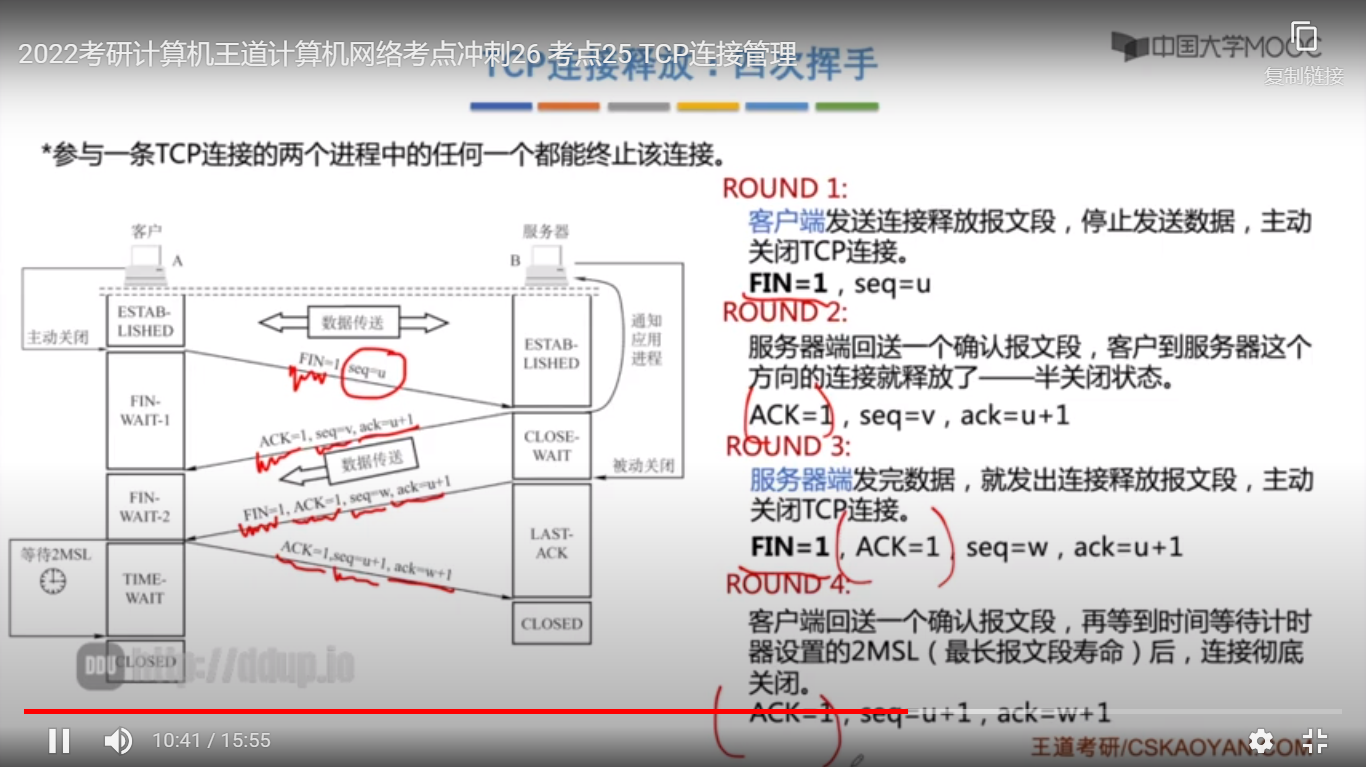 2022考研计算机王道计算机网络考点冲刺26 考点25 TCP连接管理
中国大学MOOC
复制链接
TCP连接释放：四次挥手
*参与一条TCP连接的两个进程中的任何一个都能终止该连接。
客户
A
服务器
B
ESTAB-
LISHED
数据传送
主动关闭
FIN=1, seq=u
ESTAB-
LISHED
通知
应用
进程
FIN-
WAIT-1
ACK=1, seq=v, ack=u+1
CLOSE-
WAIT
数据传送
被动关闭
FIN-
WAIT-2
FIN=1, ACK=1, seq=w, ack=u+1
LAST-
ACK
等待2MSL
ACK=1,seq=u+1, ack=w+1
TIME-
WAIT
CLOSED
CLOSED
DDU
http://ddup.io
ROUND 1:
客户端发送连接释放报文段，停止发送数据，主动
关闭TCP连接。
FIN=1，seq=u
ROUND 2:
服务器端回送一个确认报文段，客户到服务器这个
方向的连接就释放了——半关闭状态。
ACK=1，seq=v，ack=u+1
ROUND 3:
服务器端发完数据，就发出连接释放报文段，主动
关闭TCP连接。
FIN=1，ACK=1，seq=w，ack=u+1
ROUND 4:
客户端回送一个确认报文段，再等到时间等待计时
器设置的2MSL（最长报文段寿命）后，连接彻底
关闭。
ACK=1，seq=u+1，ack=w+1
10:41 / 15:55
王道考研/CSKAOYAN.COM